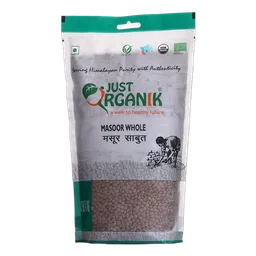 Serving Himalayan Purity with Authenticity
JUST
ORGANIK
a walk to healthy future
MASOOR WHOLE
मसूर साबुत